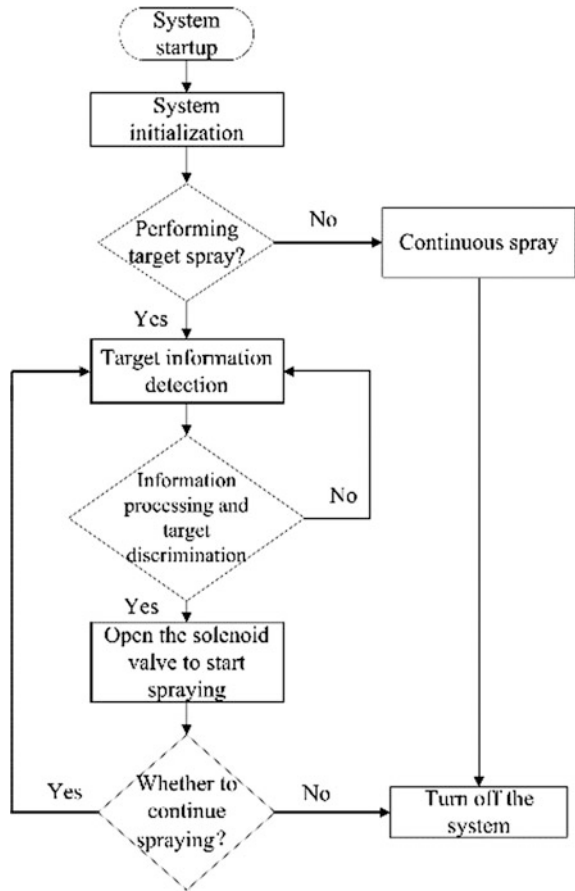 System
startup
System
initialization
Performing
target spray?
No
Continuous spray
Yes
Target information
detection
Information
processing and
target
discrimination
No
Yes
Open the solenoid
valve to start
spraying
Yes
Whether to
continue
spraying?
No
Turn off the
system